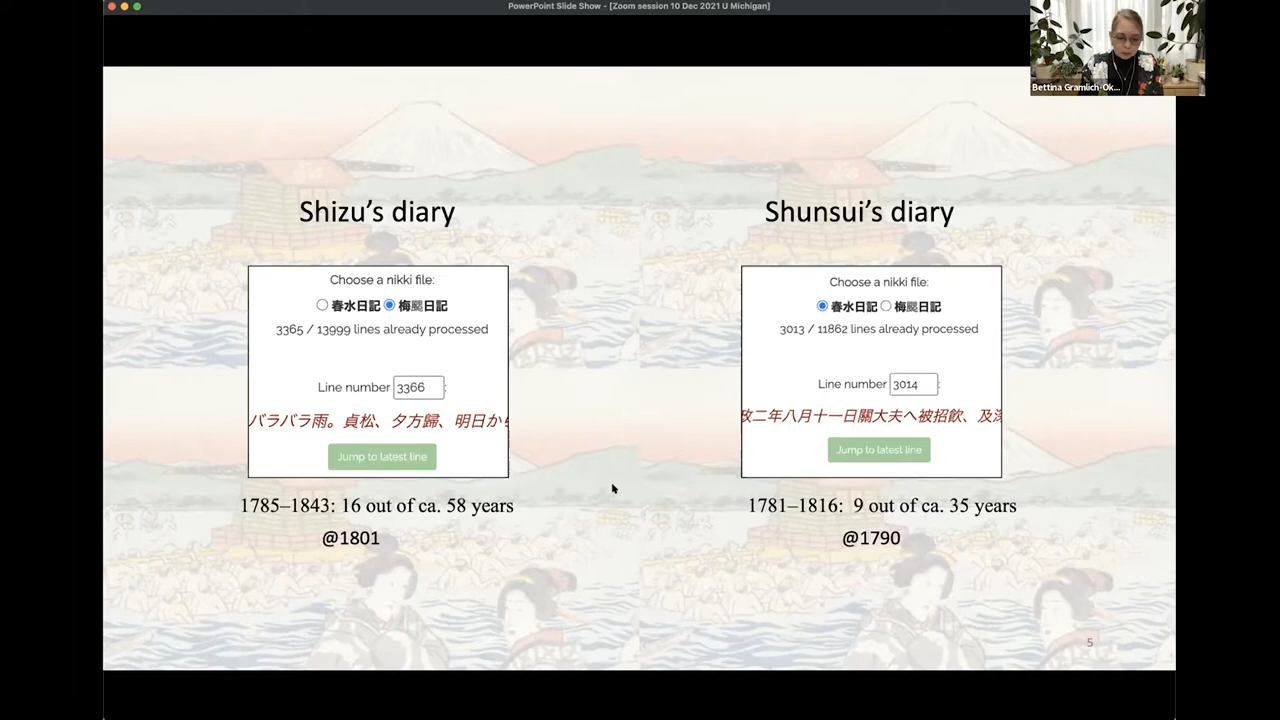 PowerPoint Slide Show - [Zoom session 10 Dec 2021 U Michigan]
Bettina Gramlich-Ok...
Shizu's diary
Choose a nikki file:
春水日記 梅颸日記
3365 / 13999 lines already processed
Line number 3366 :
バラバラ雨。貞松、夕方歸、明日か
Jump to latest line
1785–1843: 16 out of ca. 58 years
@1801
Shunsui's diary
Choose a nikki file:
春水日記 梅颸日記
3013 / 11862 lines already processed
Line number 3014 :
二年八月十一日關大夫へ被招飲、及
Jump to latest line
1781–1816: 9 out of ca. 35 years
@1790
5